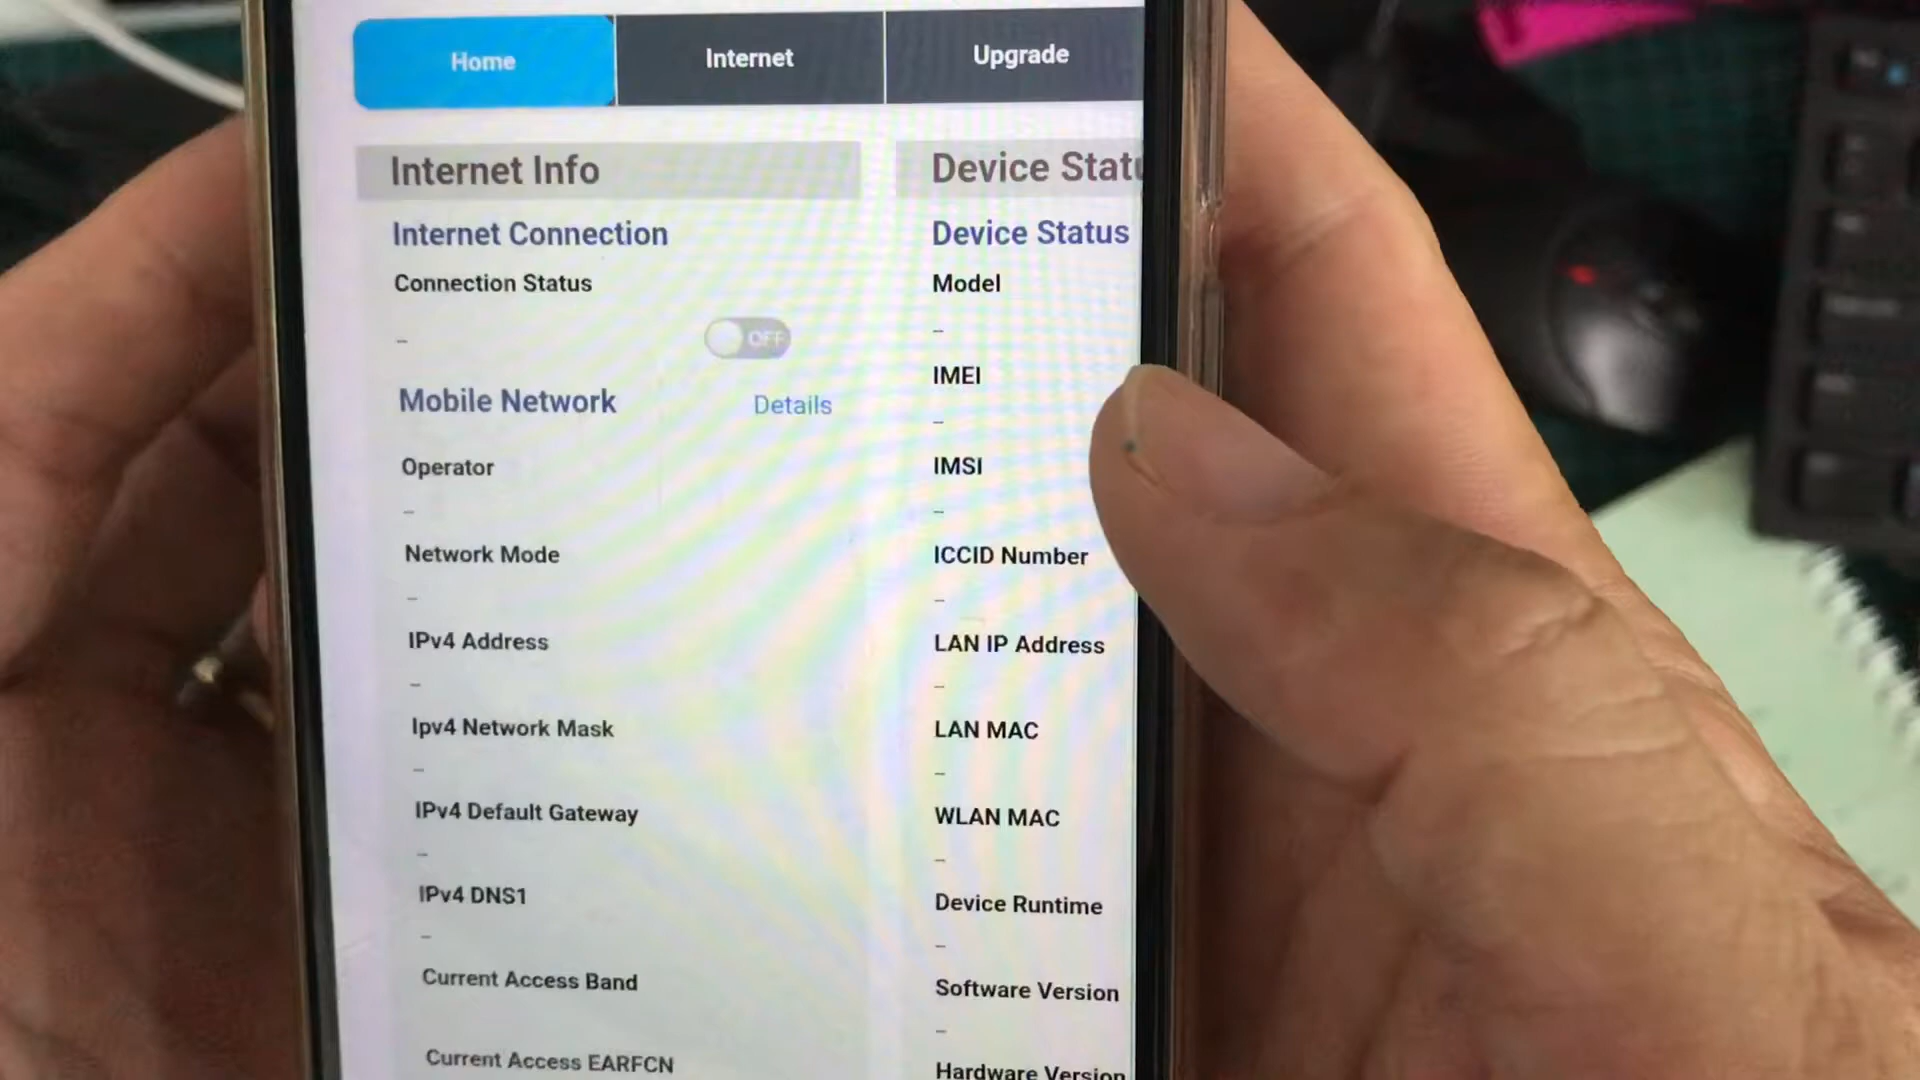 Home
Internet
Upgrade
Internet Info
Internet Connection
Connection Status
–
OFF
Mobile Network
Details
Operator
–
Network Mode
–
IPv4 Address
–
Ipv4 Network Mask
–
IPv4 Default Gateway
–
IPv4 DNS1
–
Current Access Band
Current Access EARFCN
Device Statu
Device Status
Model
–
IMEI
–
IMSI
–
ICCID Number
–
LAN IP Address
–
LAN MAC
–
WLAN MAC
–
Device Runtime
–
Software Version
–
Hardware Version